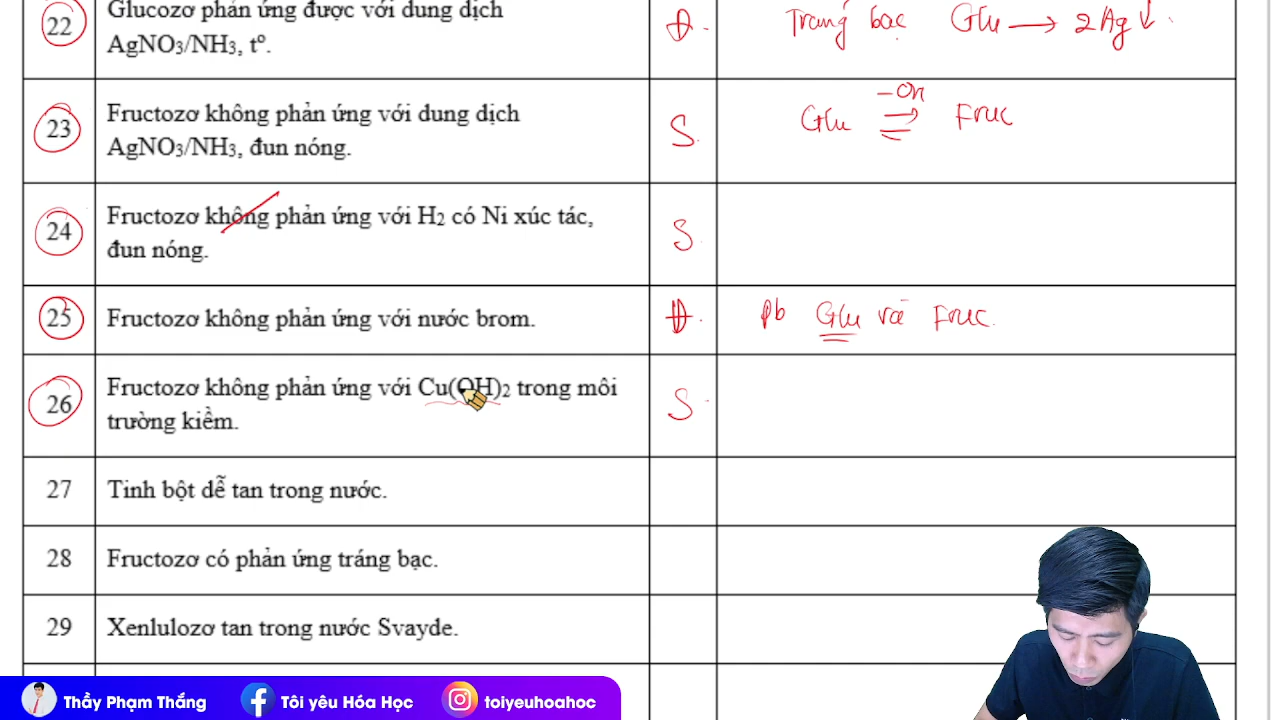 22 Glucozơ phản ứng được với dung dịch Đ. Tráng bạc Glu → 2 Ag ↓.
AgNO3/NH3, tº.
-OH
23 Fructozơ không phản ứng với dung dịch S. Glu ⇌ Fruc
AgNO3/NH3, đun nóng.
24 Fructozơ không phản ứng với H2 có Ni xúc tác, S.
đun nóng.
25 Fructozơ không phản ứng với nước brom. Đ. Pb Glu và Fruc.
26 Fructozơ không phản ứng với Cu(OH)2 trong môi S.
trường kiềm.
27 Tinh bột dễ tan trong nước.
28 Fructozơ có phản ứng tráng bạc.
29 Xenlulozơ tan trong nước Svayde.
Thầy Phạm Thắng Tôi yêu Hóa Học toiyeuhoahoc